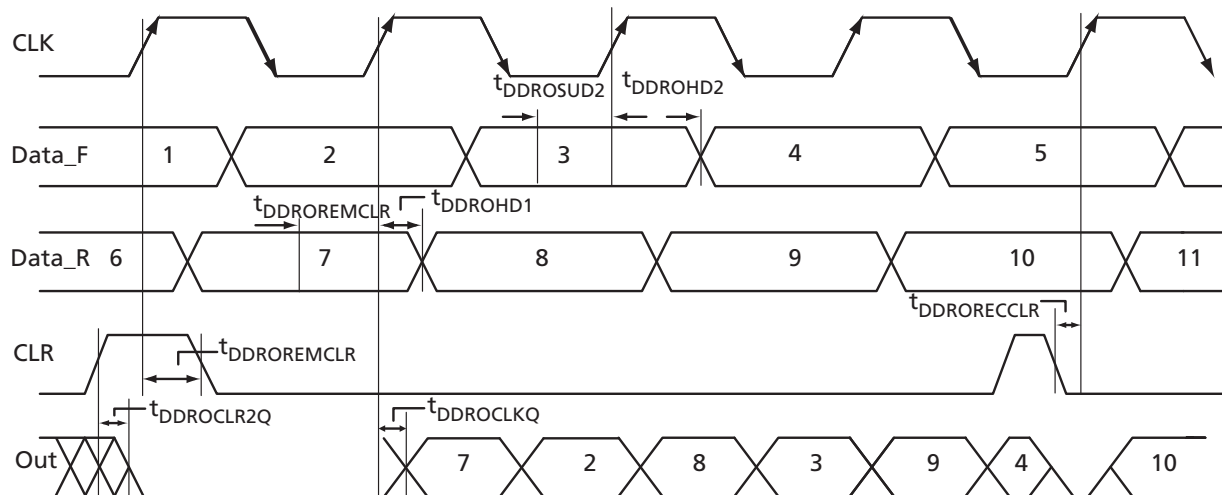 CLK
tDDROSUD2 tDDROHD2
Data_F 1 2 3 4 5
tDDROREMCLR tDDROHD1
Data_R 6 7 8 9 10 11
tDDRORECCLR
CLR tDDROREMCLR
tDDROCLR2Q tDDROCLKQ
Out 7 2 8 3 9 4 10